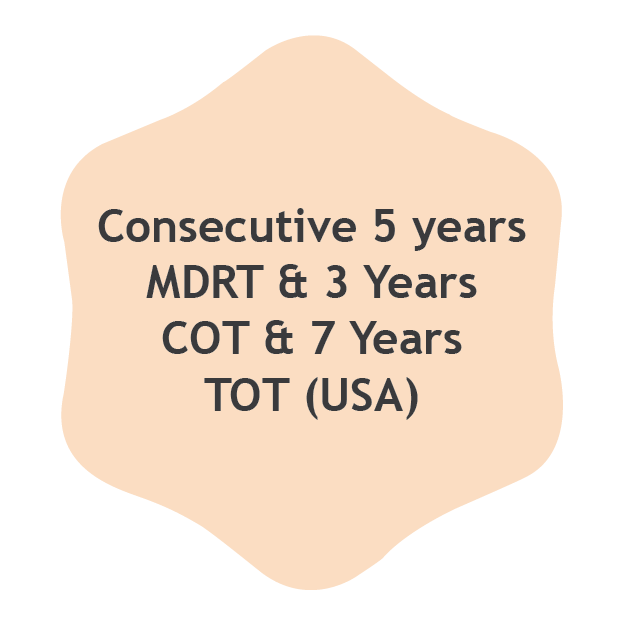 Consecutive 5 years
MDRT & 3 Years
COT & 7 Years
TOT (USA)